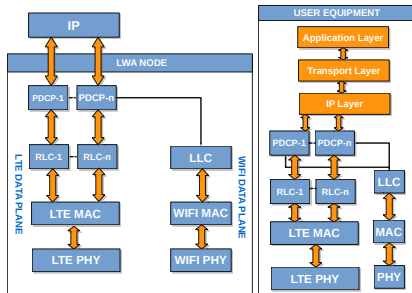 IP
LWA NODE
PDCP-1
PDCP-n
RLC-1
RLC-n
LLC
LTE MAC
WIFI MAC
LTE PHY
WIFI PHY
LTE DATA PLANE
WIFI DATA PLANE
USER EQUIPMENT
Application Layer
Transport Layer
IP Layer
PDCP-1
PDCP-n
RLC-1
RLC-n
LLC
LTE MAC
MAC
LTE PHY
PHY